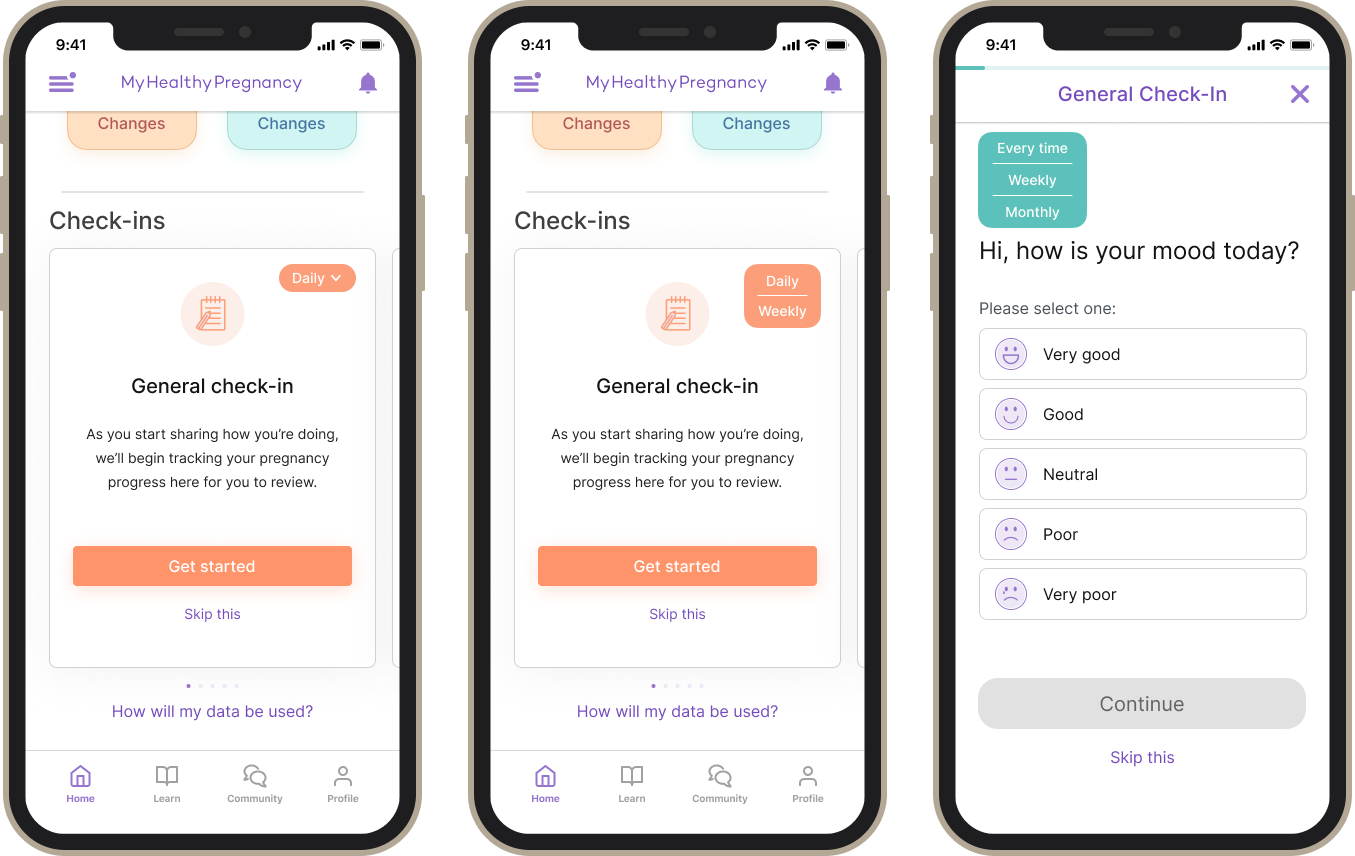 9:41
MyHealthyPregnancy
Changes
Changes
Check-ins
Daily
General check-in
As you start sharing how you’re doing,
we’ll begin tracking your pregnancy
progress here for you to review.
Get started
Skip this
How will my data be used?
Home
Learn
Community
Profile
9:41
MyHealthyPregnancy
Changes
Changes
Check-ins
Daily
Weekly
General check-in
As you start sharing how you’re doing,
we’ll begin tracking your pregnancy
progress here for you to review.
Get started
Skip this
How will my data be used?
Home
Learn
Community
Profile
9:41
General Check-In
Every time
Weekly
Monthly
Hi, how is your mood today?
Please select one:
Very good
Good
Neutral
Poor
Very poor
Continue
Skip this